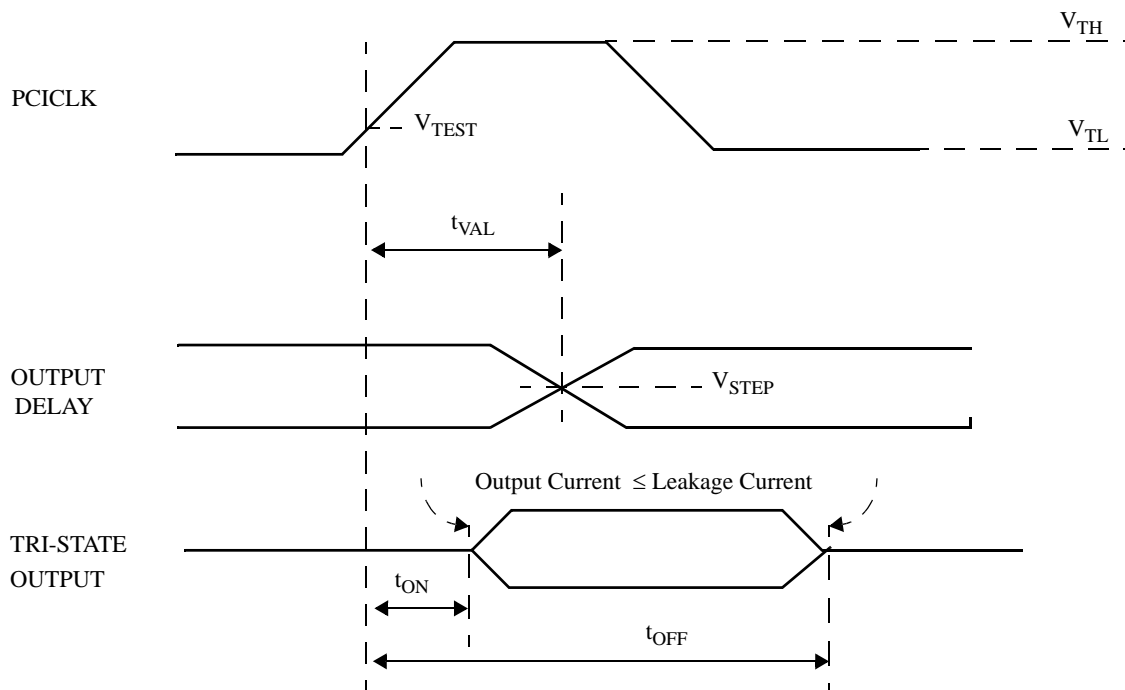 V_TH
PCICLK
V_TEST
V_TL
t_VAL
OUTPUT
DELAY
V_STEP
Output Current ≤ Leakage Current
TRI-STATE
OUTPUT
t_ON
t_OFF